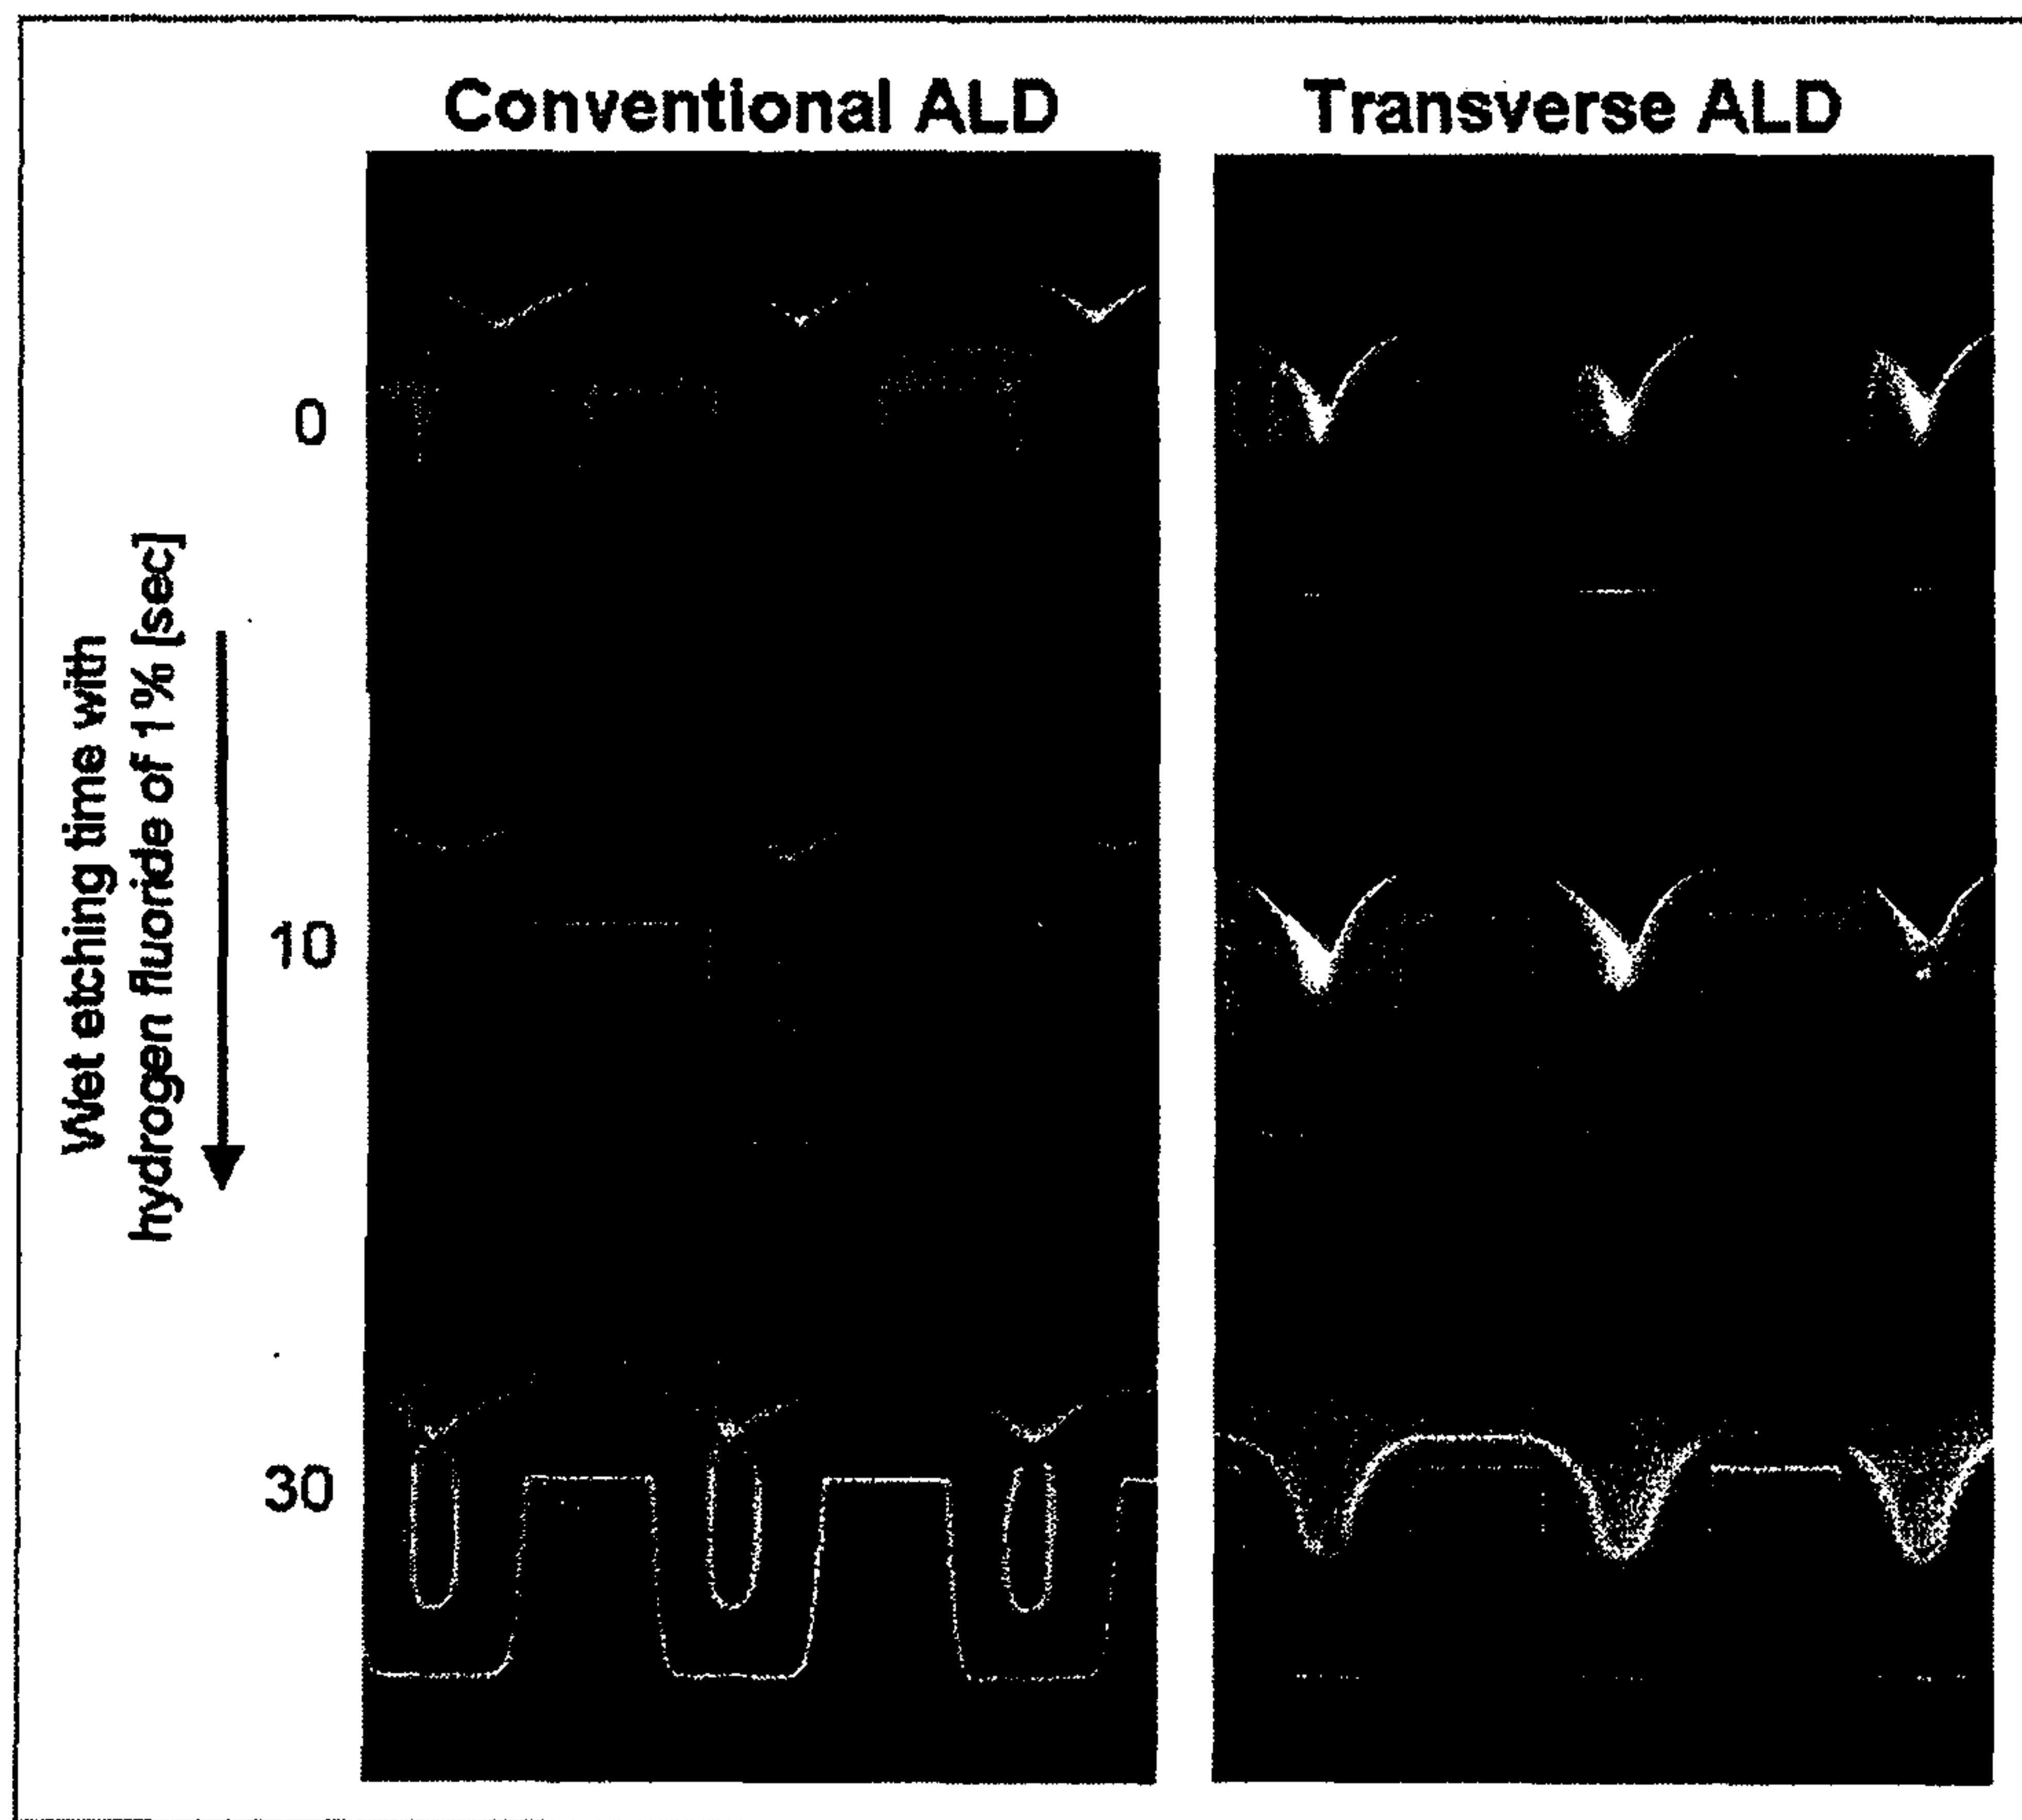 Conventional ALD
Transverse ALD
Wet etching time with
hydrogen fluoride of 1% [sec]
0
10
30